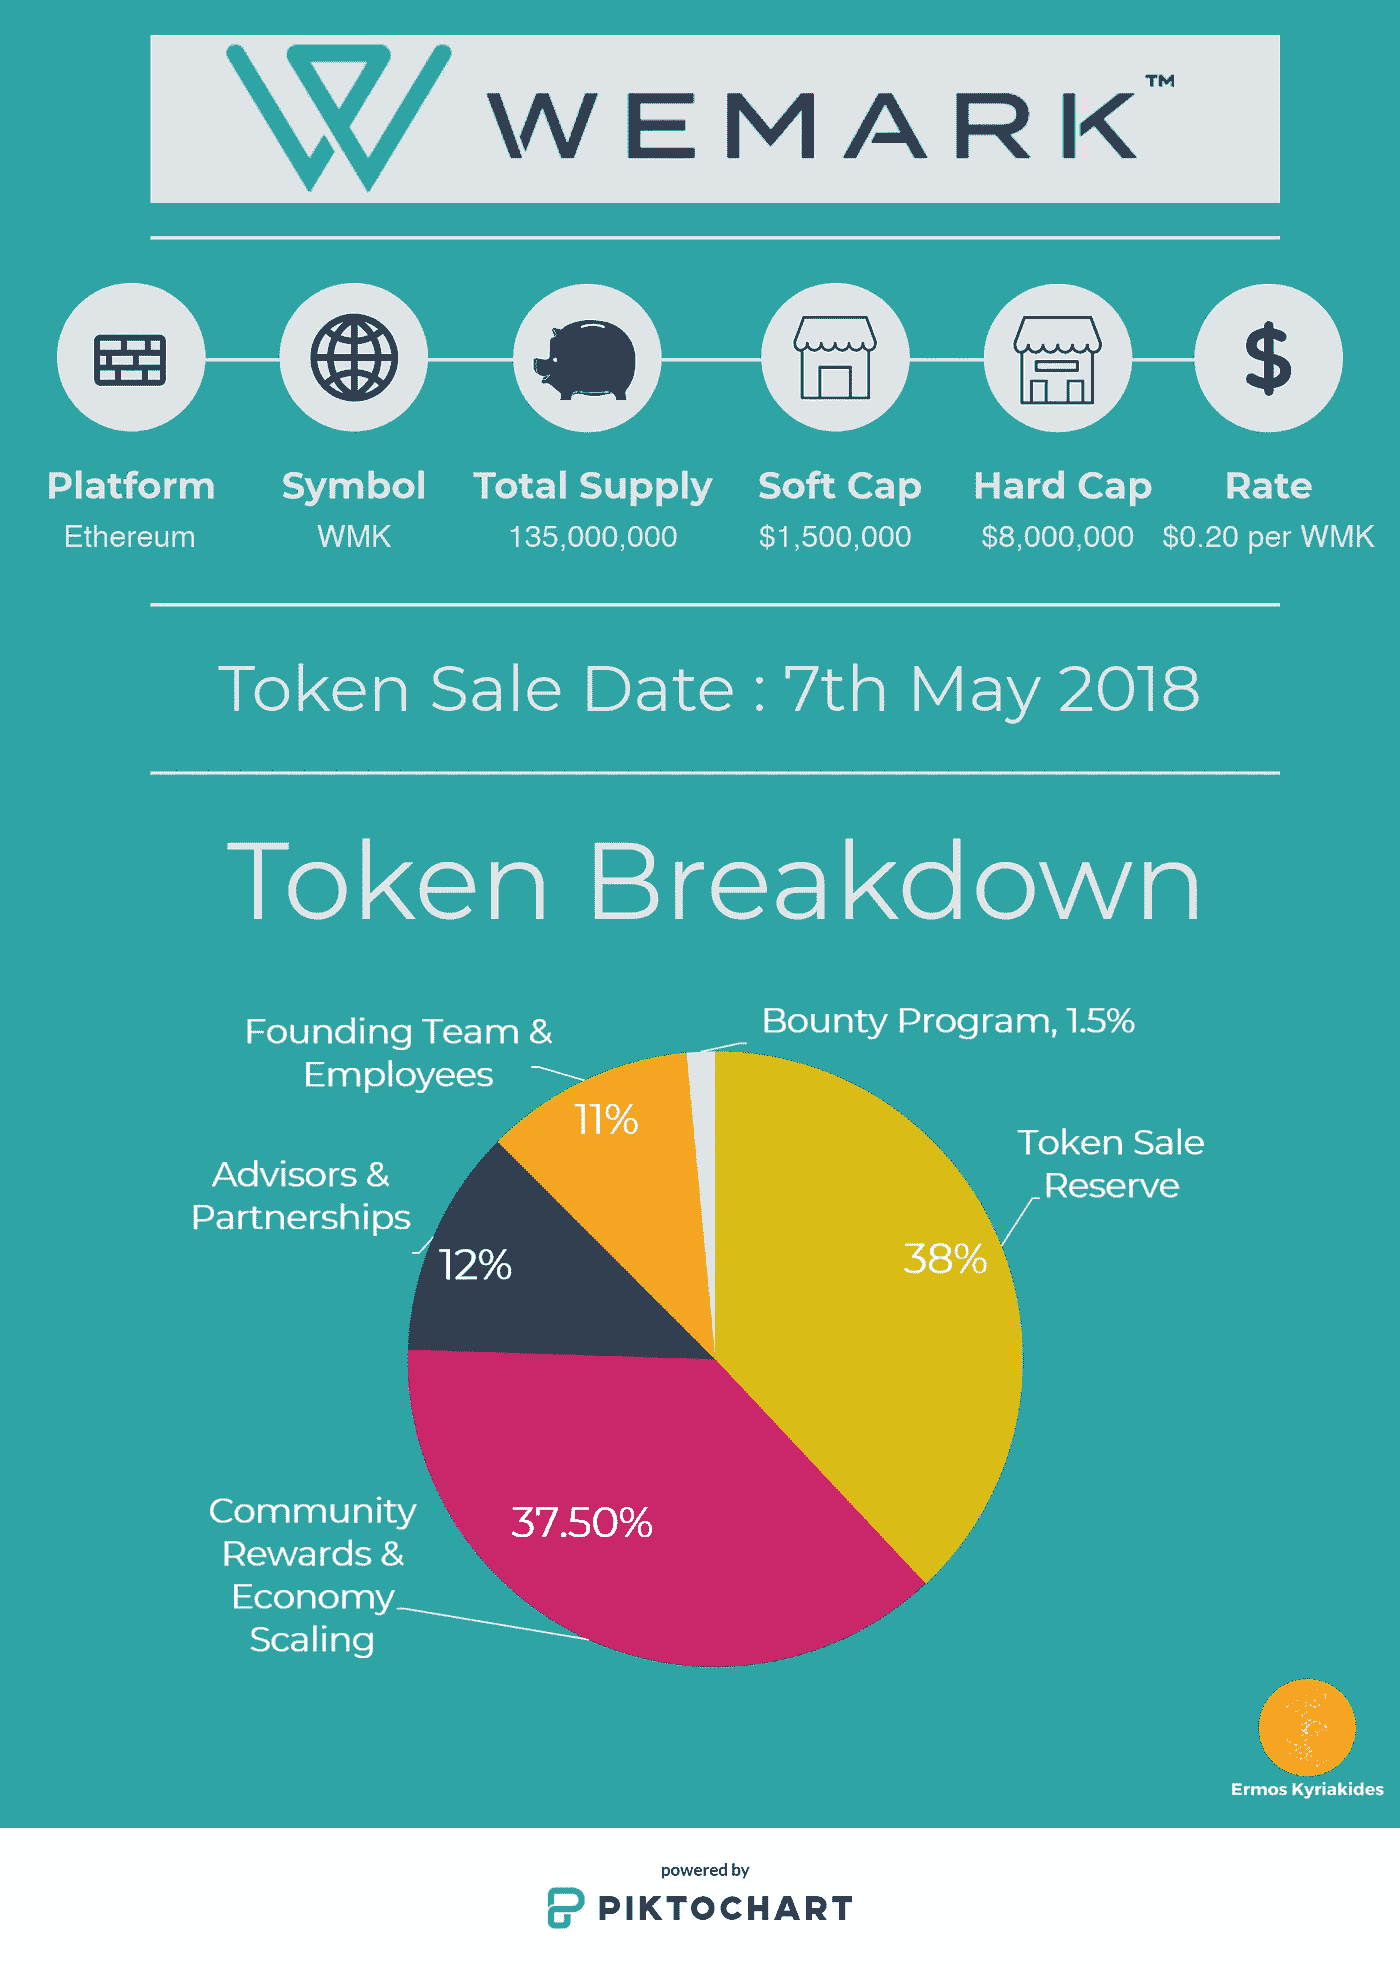 WEMARK™
Platform
Ethereum
Symbol
WMK
Total Supply
135,000,000
Soft Cap
$1,500,000
Hard Cap
$8,000,000
Rate
$0.20 per WMK
Token Sale Date : 7th May 2018
Token Breakdown
Bounty Program, 1.5%
Founding Team &
Employees
11%
Token Sale
Reserve
38%
Advisors &
Partnerships
12%
Community
Rewards &
Economy
Scaling
37.50%
Ermos Kyriakides
powered by
PIKTOCHART